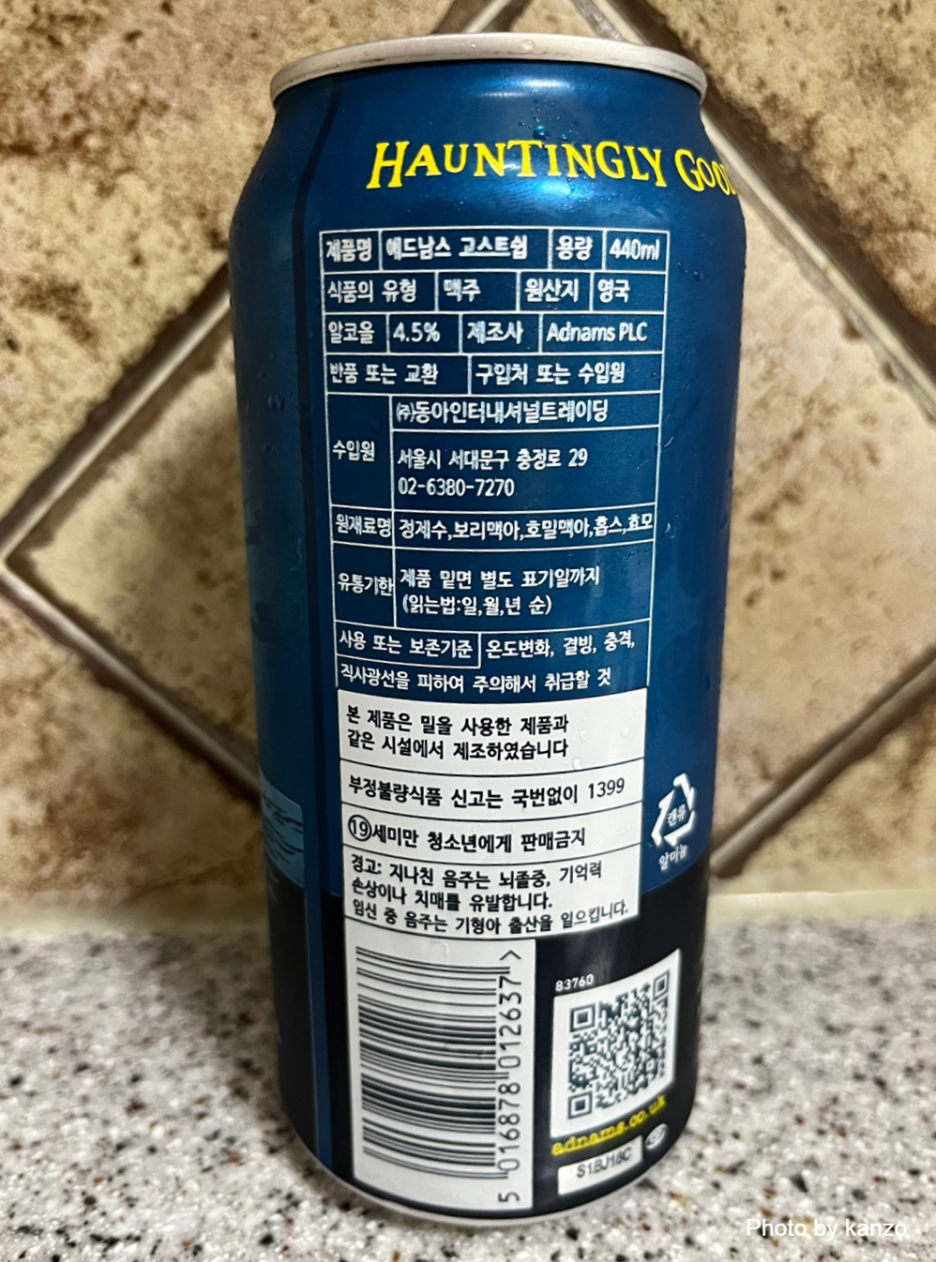 HAUNTINGLY GOO
제품명 애드남스 고스트쉽 용량 440ml
식품의 유형 맥주 원산지 영국
알코올 4.5% 제조사 Adnams PLC
반품 또는 교환 구입처 또는 수입원
수입원 ㈜동아인터내셔널트레이딩
서울시 서대문구 충정로 29
02-6380-7270
원재료명 정제수,보리맥아,호밀맥아,홉스,효모
유통기한 제품 밑면 별도 표기일까지
(읽는법:일,월,년 순)
사용 또는 보존기준 온도변화, 결빙, 충격,
직사광선을 피하여 주의해서 취급할 것
본 제품은 밀을 사용한 제품과
같은 시설에서 제조하였습니다
부정불량식품 신고는 국번없이 1399
⑲세미만 청소년에게 판매금지
경고: 지나친 음주는 뇌졸중, 기억력
손상이나 치매를 유발합니다.
임신 중 음주는 기형아 출산을 일으킵니다.
캔류
알미늄
5 016878 012637 >
83760
adnams.co.uk
S18J18C
Photo by kanzo